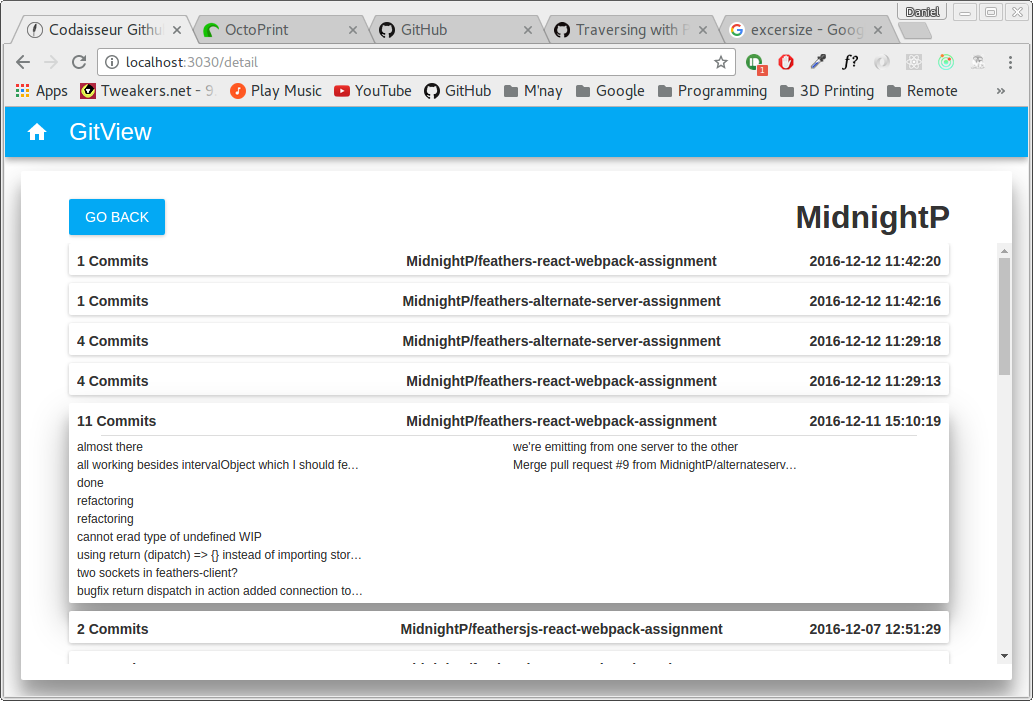 Daniel
Codaisseur Githu
OctoPrint
GitHub
Traversing with
excersize - Goog
localhost:3030/detail
1
f?
Apps
Tweakers.net - 9
Play Music
YouTube
GitHub
M'nay
Google
Programming
3D Printing
Remote
»
GitView
GO BACK
MidnightP
1 Commits MidnightP/feathers-react-webpack-assignment 2016-12-12 11:42:20
1 Commits MidnightP/feathers-alternate-server-assignment 2016-12-12 11:42:16
4 Commits MidnightP/feathers-alternate-server-assignment 2016-12-12 11:29:18
4 Commits MidnightP/feathers-react-webpack-assignment 2016-12-12 11:29:13
11 Commits MidnightP/feathers-react-webpack-assignment 2016-12-11 15:10:19
almost there
all working besides intervalObject which I should fe...
done
refactoring
refactoring
cannot erad type of undefined WIP
using return (dipatch) => {} instead of importing stor...
two sockets in feathers-client?
bugfix return dispatch in action added connection to...
we're emitting from one server to the other
Merge pull request #9 from MidnightP/alternateserv...
2 Commits MidnightP/feathersjs-react-webpack-assignment 2016-12-07 12:51:29